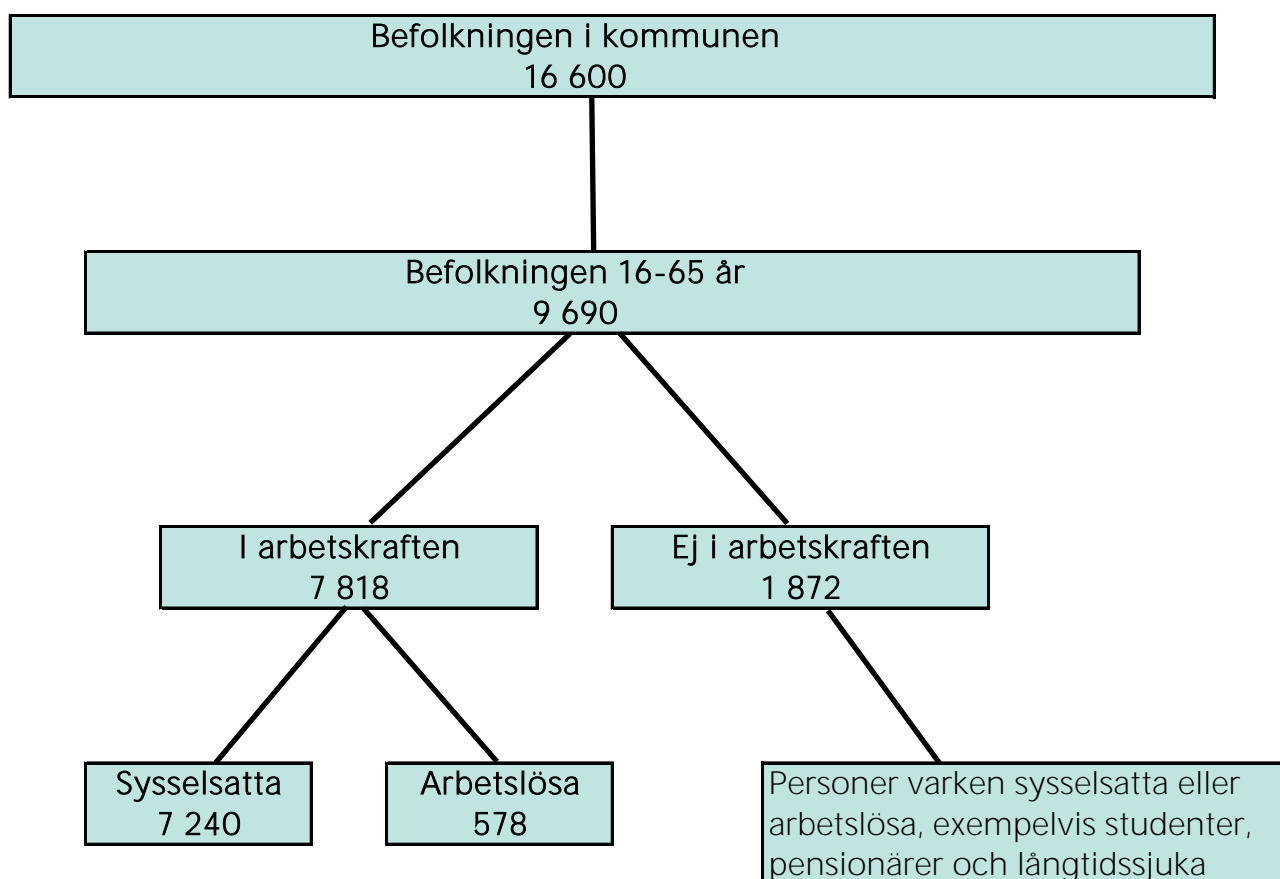 Befolkningen i kommunen
16 600
Befolkningen 16-65 år
9 690
I arbetskraften
7 818
Ej i arbetskraften
1 872
Sysselsatta
7 240
Arbetslösa
578
Personer varken sysselsatta eller
arbetslösa, exempelvis studenter,
pensionärer och långtidssjuka